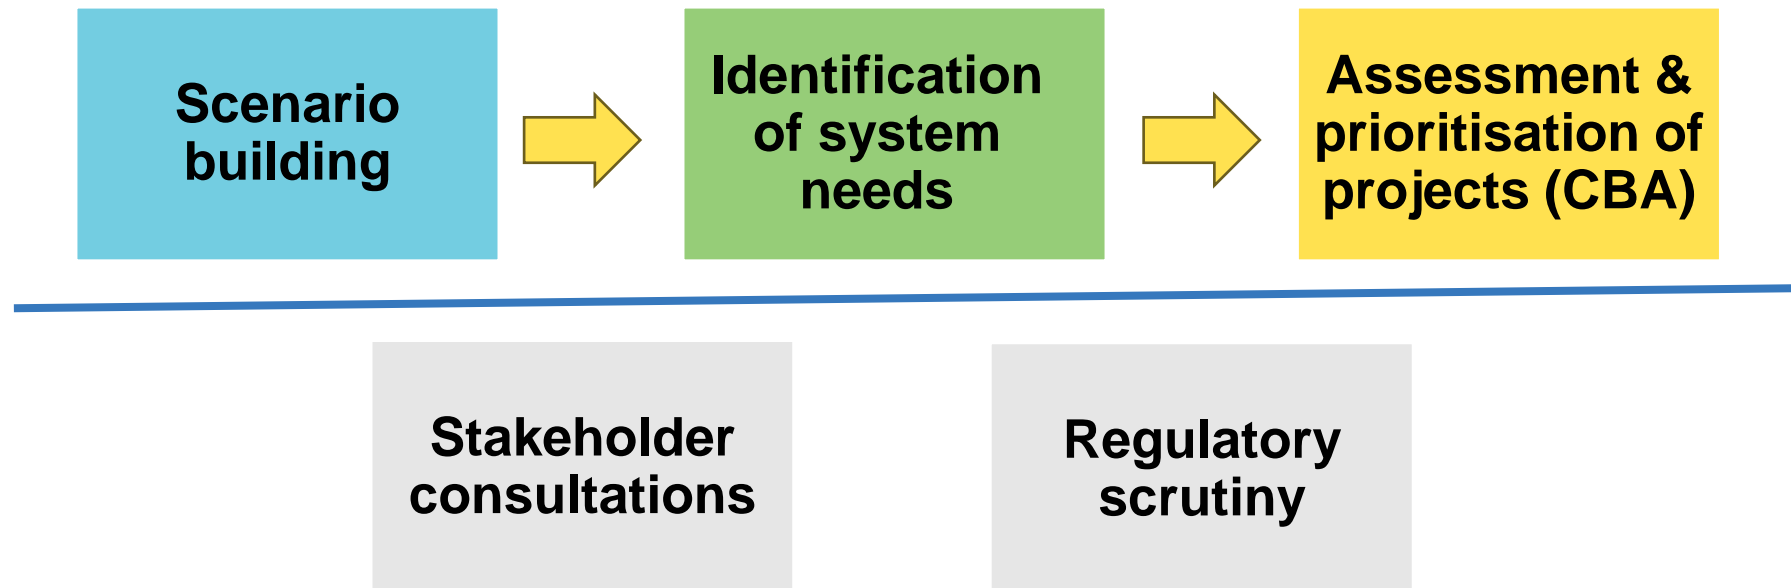 Scenario
building
Identification
of system
needs
Assessment &
prioritisation of
projects (CBA)
Stakeholder
consultations
Regulatory
scrutiny